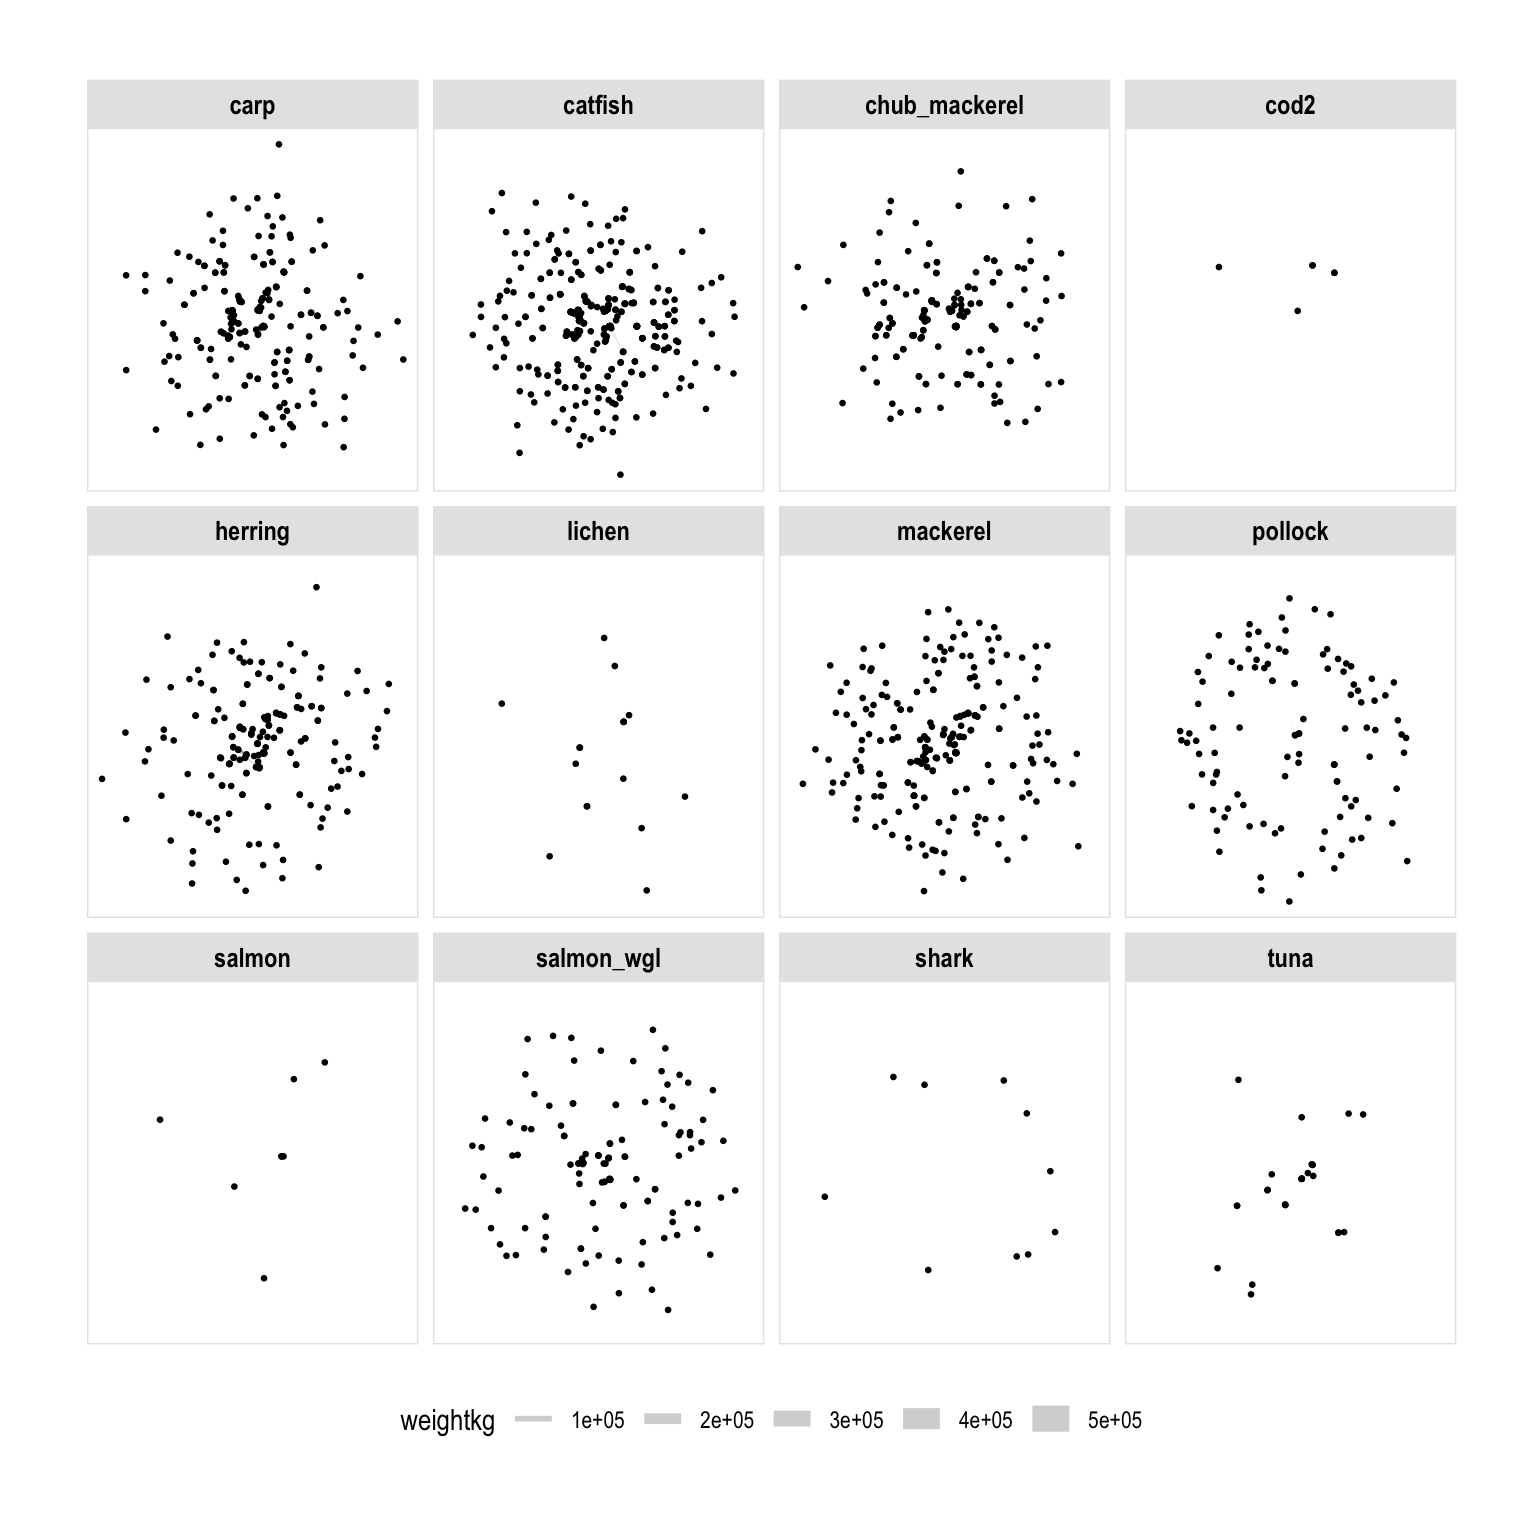 carp catfish chub_mackerel cod2
herring lichen mackerel pollock
salmon salmon_wgl shark tuna
weightkg 1e+05 2e+05 3e+05 4e+05 5e+05